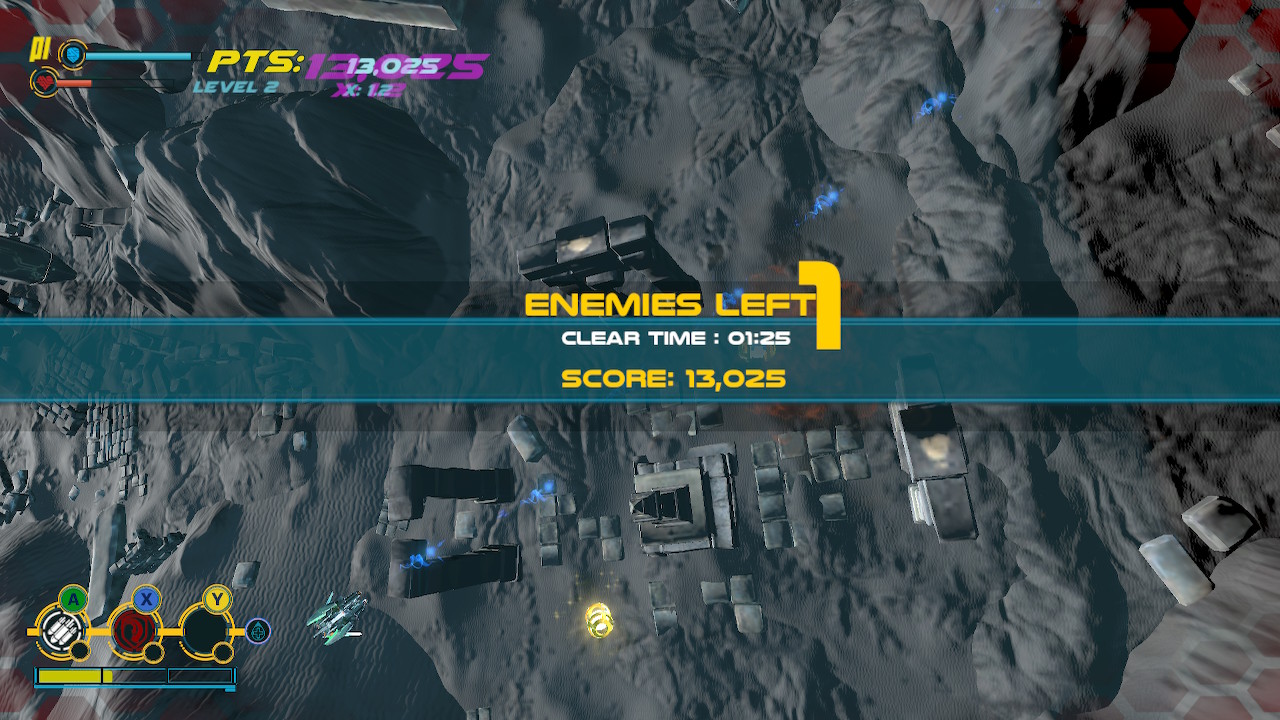 P1
PTS: 13,025
LEVEL 2
X: 1.2
ENEMIES LEFT 1
CLEAR TIME : 01:25
SCORE: 13,025
A X Y